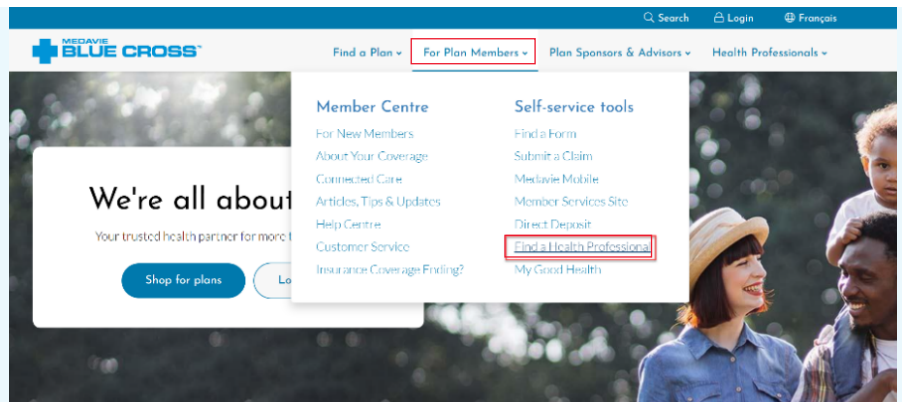 Search Login Français
MEDAVIE
BLUE CROSS
Find a Plan For Plan Members Plan Sponsors & Advisors Health Professionals
Member Centre
For New Members
About Your Coverage
Connected Care
Articles, Tips & Updates
Help Centre
Customer Service
Insurance Coverage Ending?
Self-service tools
Find a Form
Submit a Claim
Medavie Mobile
Member Services Site
Direct Deposit
Find a Health Professional
My Good Health
We're all about
Your trusted health partner for more
Shop for plans
Lo